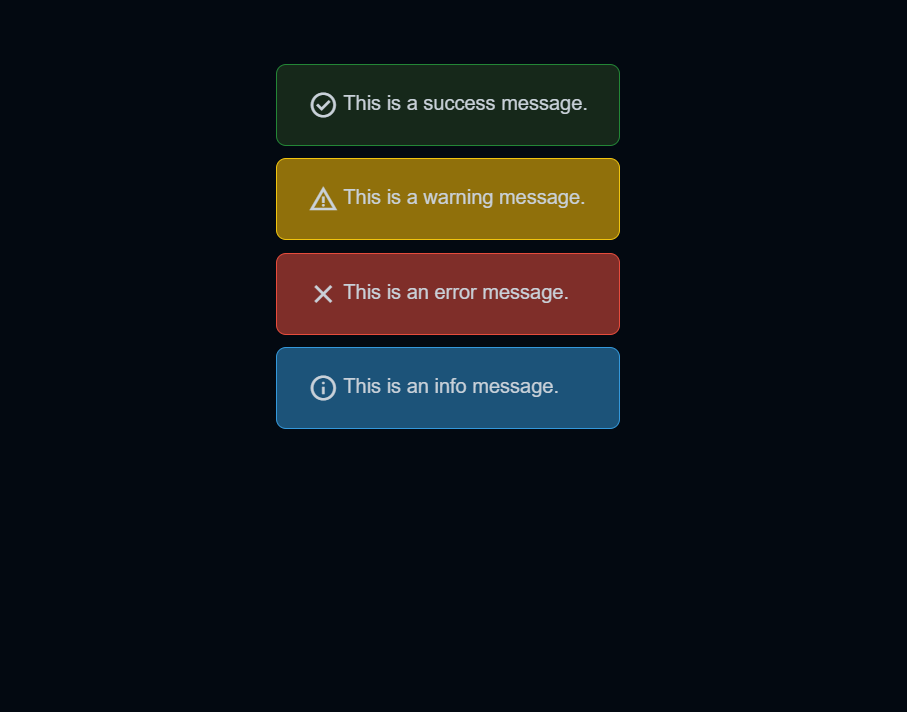 This is a success message.
This is a warning message.
This is an error message.
This is an info message.